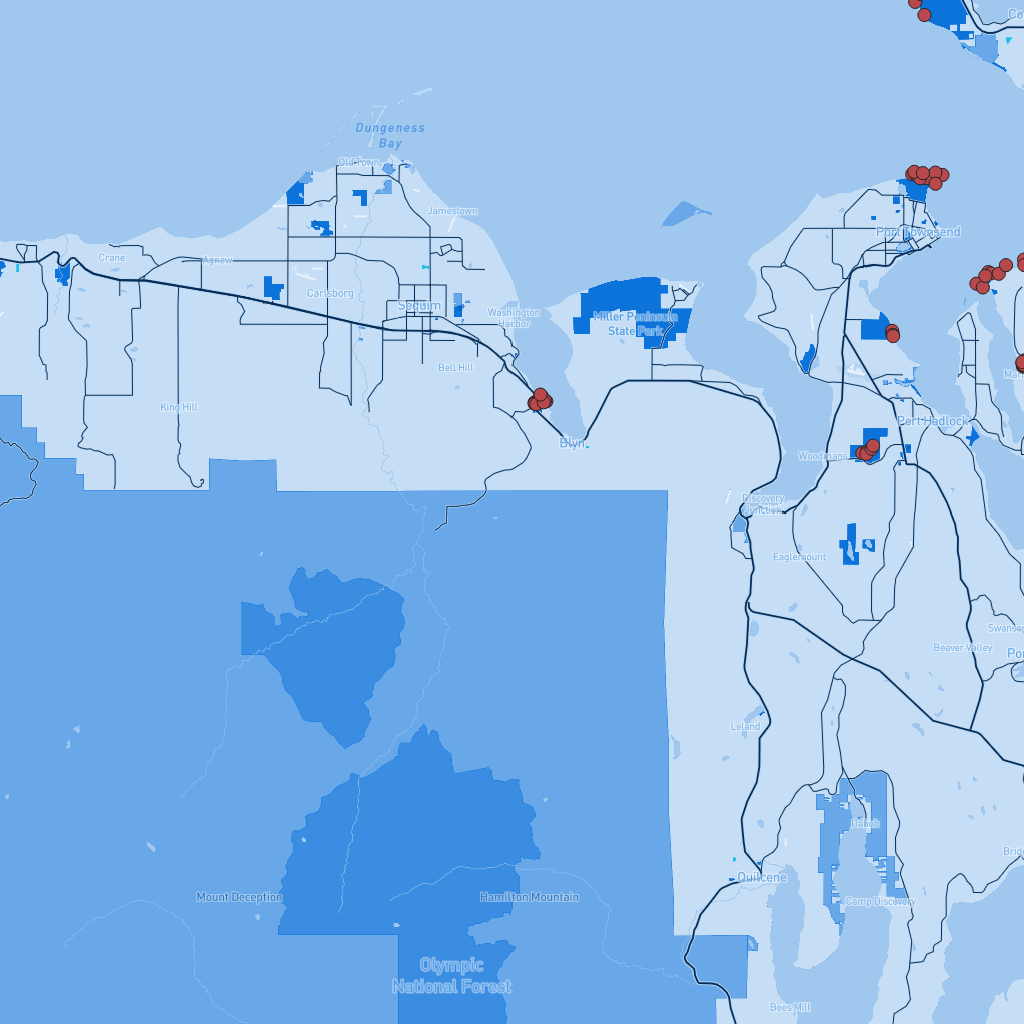 Dungeness
Bay
Old Town
Jamestown
Port Townsend
Crane
Agnew
Carlsborg
Sequim
Washington
Harbor
Miller Peninsula
State Park
Bell Hill
King Hill
Blyn
Port Hadlock
Woodmans
Discovery
Junction
Eaglemount
Beaver Valley
Leland
Dabob
Quilcene
Camp Discovery
Mount Deception
Hamilton Mountain
Olympic
National Forest
Bees Mill